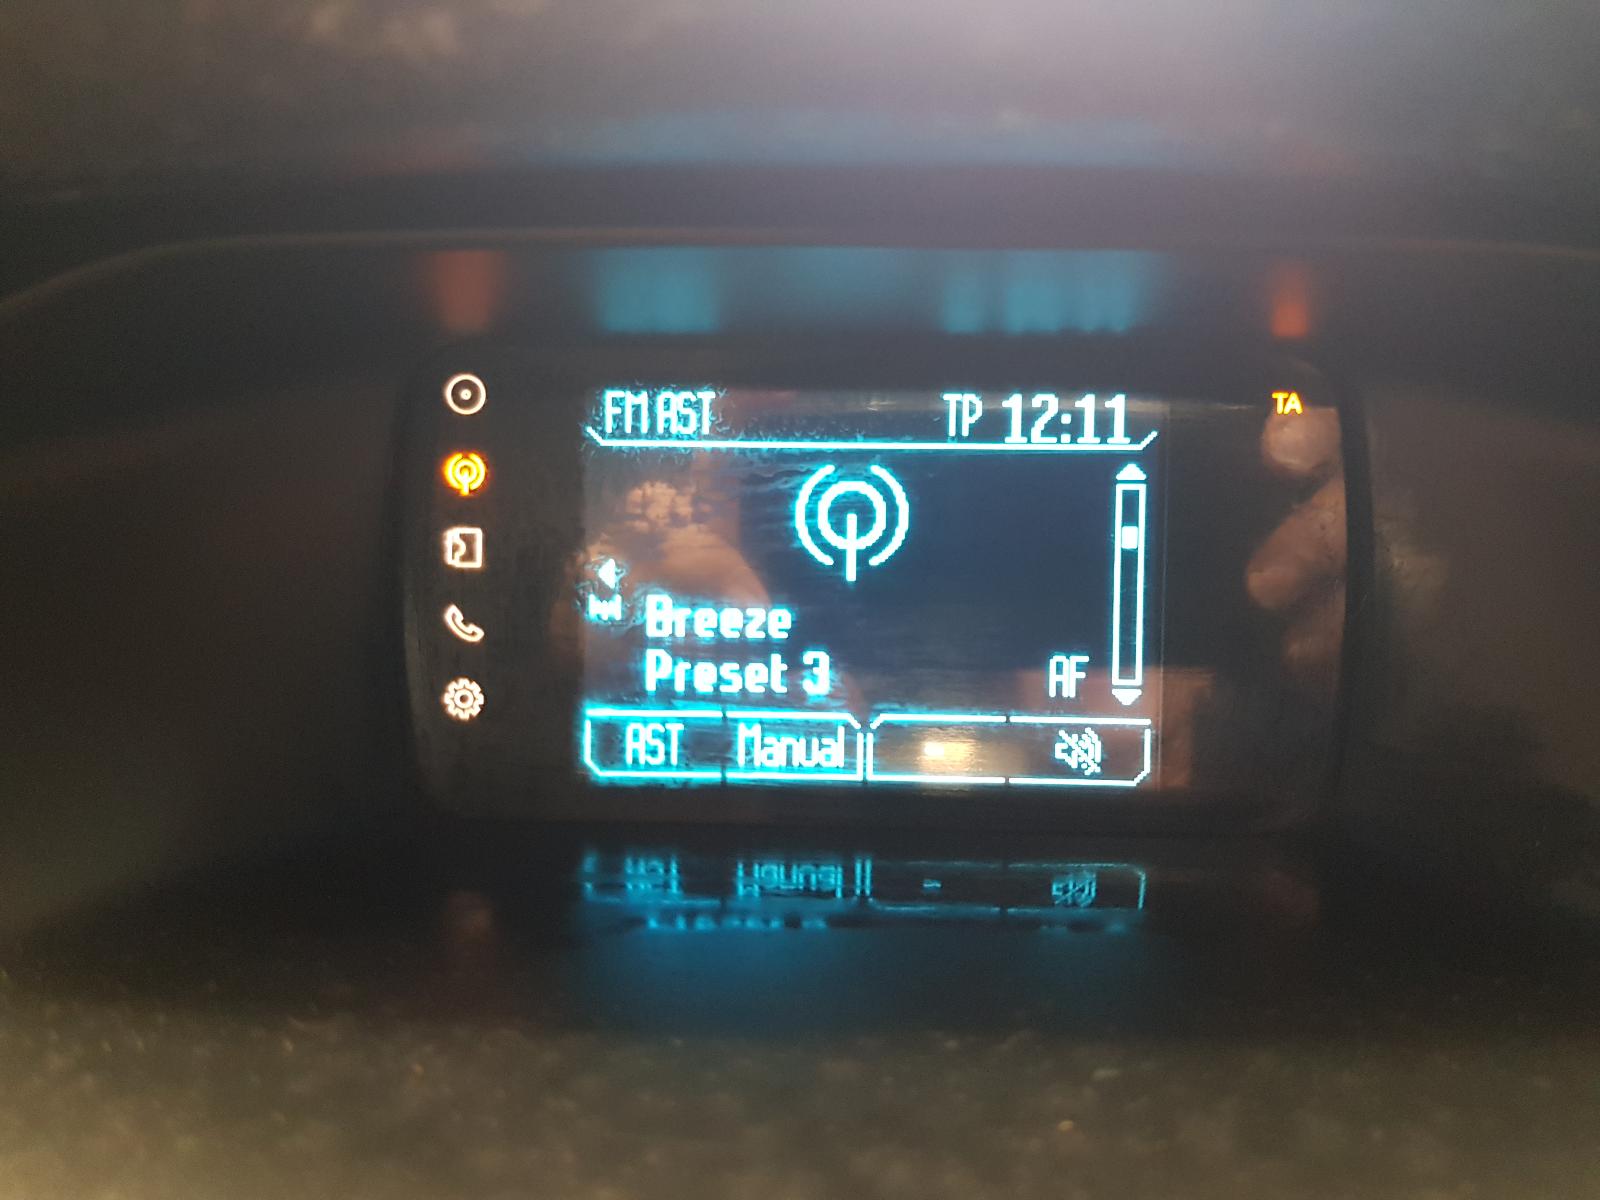 FM AST TP 12:11
TA
Breeze
Preset 3 AF
AST Manual